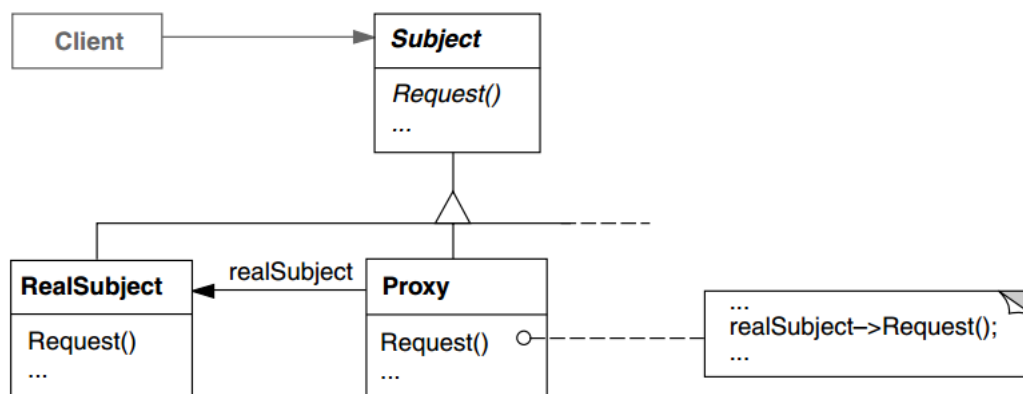 Client
Subject
Request()
...
realSubject
RealSubject
Request()
...
Proxy
Request()
...
...
realSubject–>Request();
...